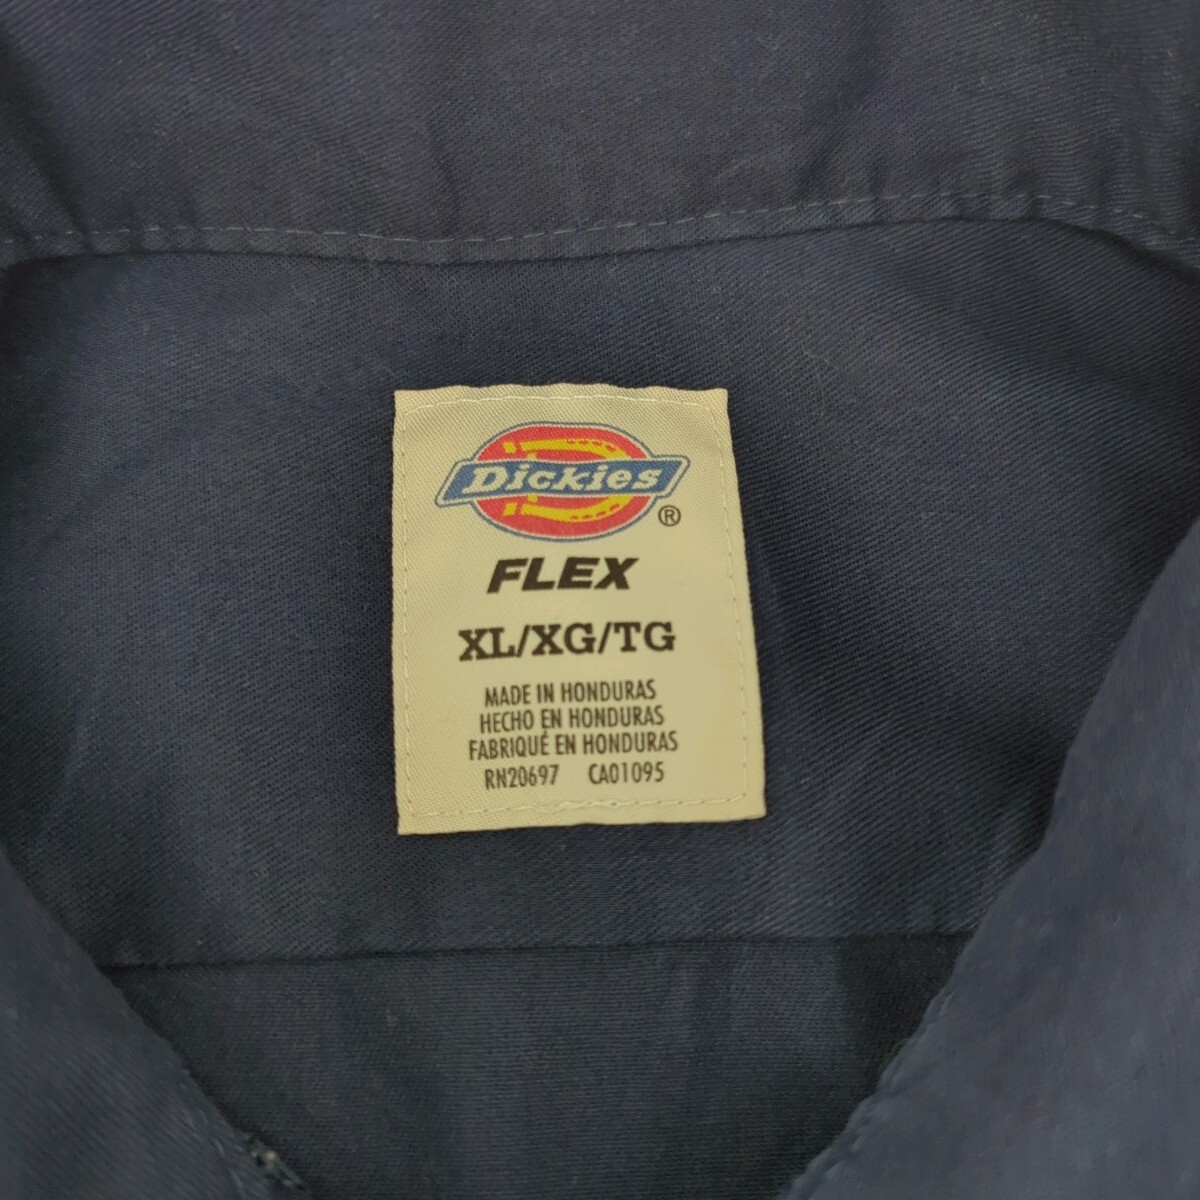 Dickies
®
FLEX
XL/XG/TG
MADE IN HONDURAS
HECHO EN HONDURAS
FABRIQUÉ EN HONDURAS
RN20697 CA01095